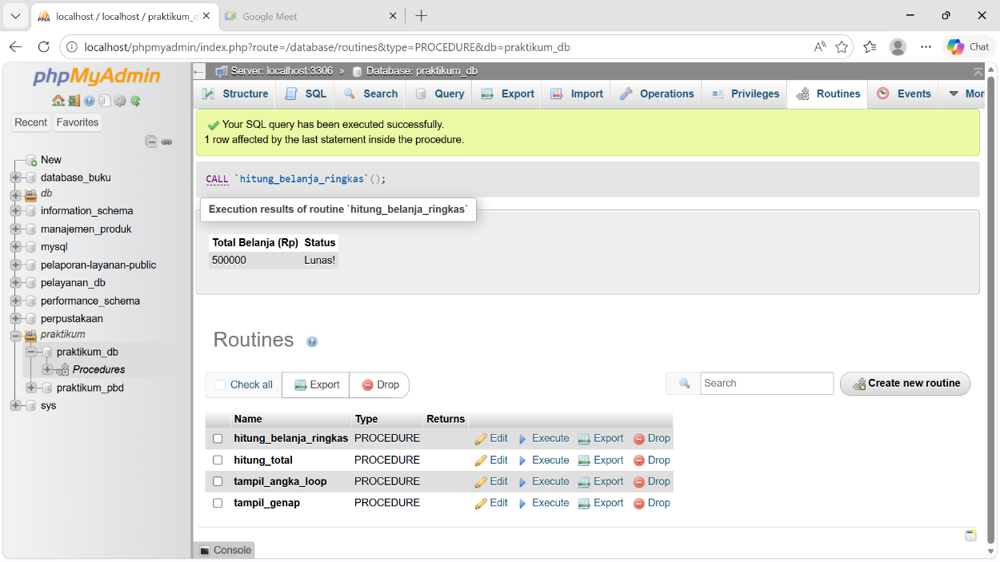 localhost / localhost / praktikum_d
Google Meet
localhost/phpmyadmin/index.php?route=/database/routines&type=PROCEDURE&db=praktikum_db
Chat
phpMyAdmin
Recent Favorites
New
database_buku
db
information_schema
manajemen_produk
mysql
pelaporan-layanan-public
pelayanan_db
performance_schema
perpustakaan
praktikum
praktikum_db
Procedures
praktikum_pbd
sys
Server: localhost:3306 » Database: praktikum_db
Structure SQL Search Query Export Import Operations Privileges Routines Events Mor
Your SQL query has been executed successfully.
1 row affected by the last statement inside the procedure.
CALL `hitung_belanja_ringkas`();
Execution results of routine `hitung_belanja_ringkas`
Total Belanja (Rp) Status
500000 Lunas!
Routines
Check all Export Drop Search Create new routine
Name Type Returns
hitung_belanja_ringkas PROCEDURE Edit Execute Export Drop
hitung_total PROCEDURE Edit Execute Export Drop
tampil_angka_loop PROCEDURE Edit Execute Export Drop
tampil_genap PROCEDURE Edit Execute Export Drop
Console